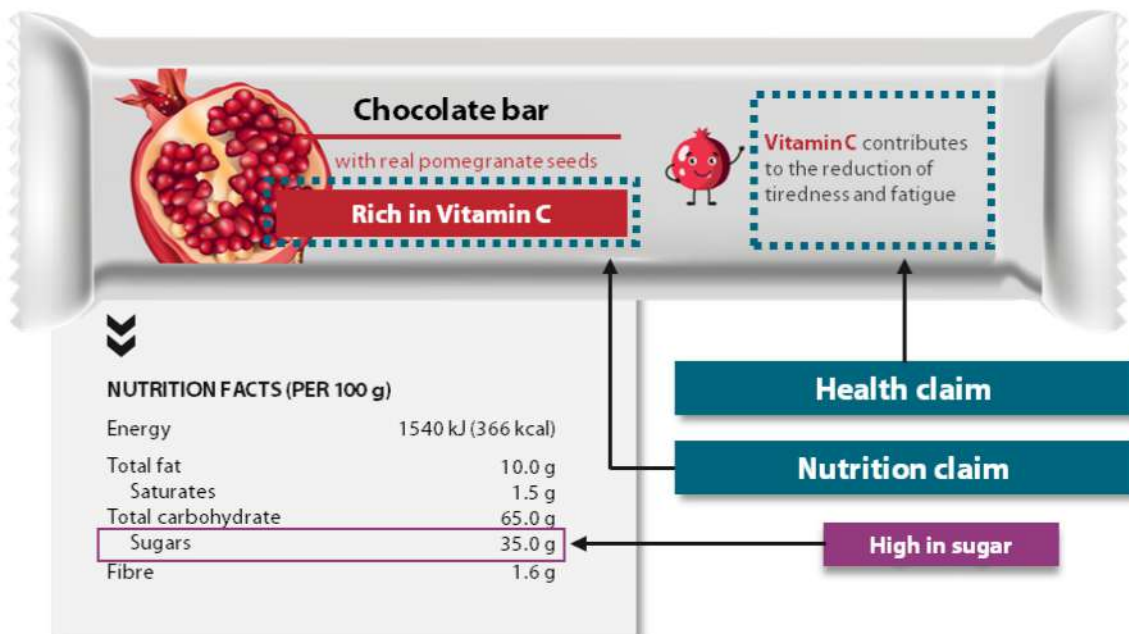 Chocolate bar
with real pomegranate seeds
Rich in Vitamin C
Vitamin C contributes
to the reduction of
tiredness and fatigue
NUTRITION FACTS (PER 100 g)
Energy 1540 kJ (366 kcal)
Total fat 10.0 g
Saturates 1.5 g
Total carbohydrate 65.0 g
Sugars 35.0 g
Fibre 1.6 g
Health claim
Nutrition claim
High in sugar